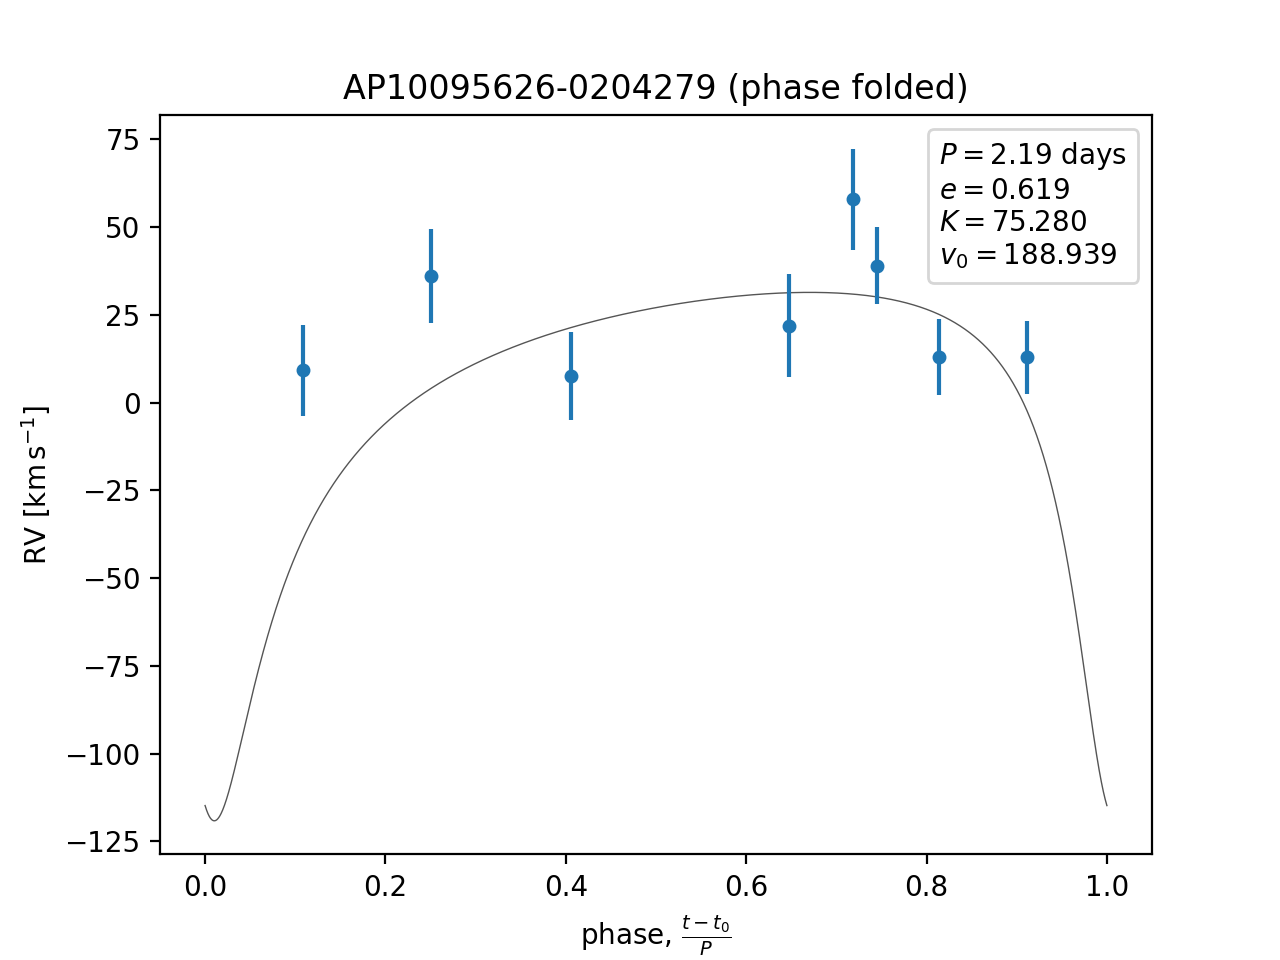 AP10095626-0204279 (phase folded)
P = 2.19 days
e = 0.619
K = 75.280
v₀ = 188.939
75
50
25
0
−25
−50
−75
−100
−125
RV [km s⁻¹]
0.0 0.2 0.4 0.6 0.8 1.0
phase, (t − t₀)/P